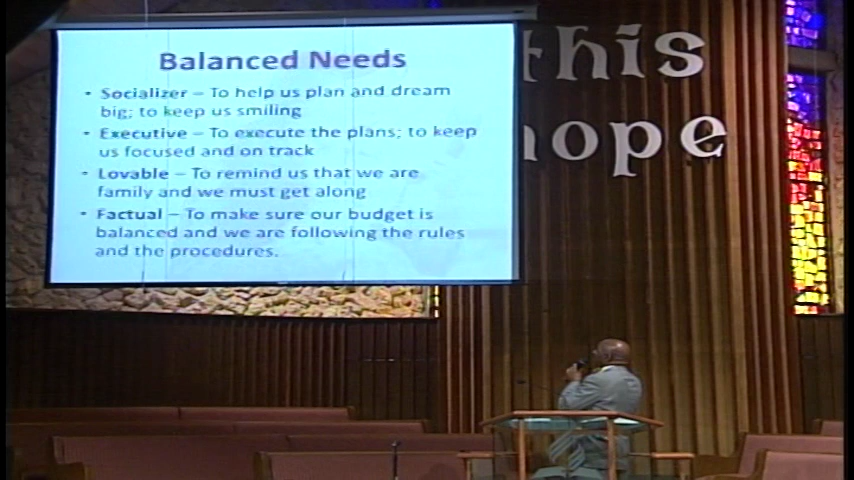 Balanced Needs
• Socializer – To help us plan and dream
big; to keep us smiling
• Executive – To execute the plans; to keep
us focused and on track
• Lovable – To remind us that we are
family and we must get along
• Factual – To make sure our budget is
balanced and we are following the rules
and the procedures.
this
hope